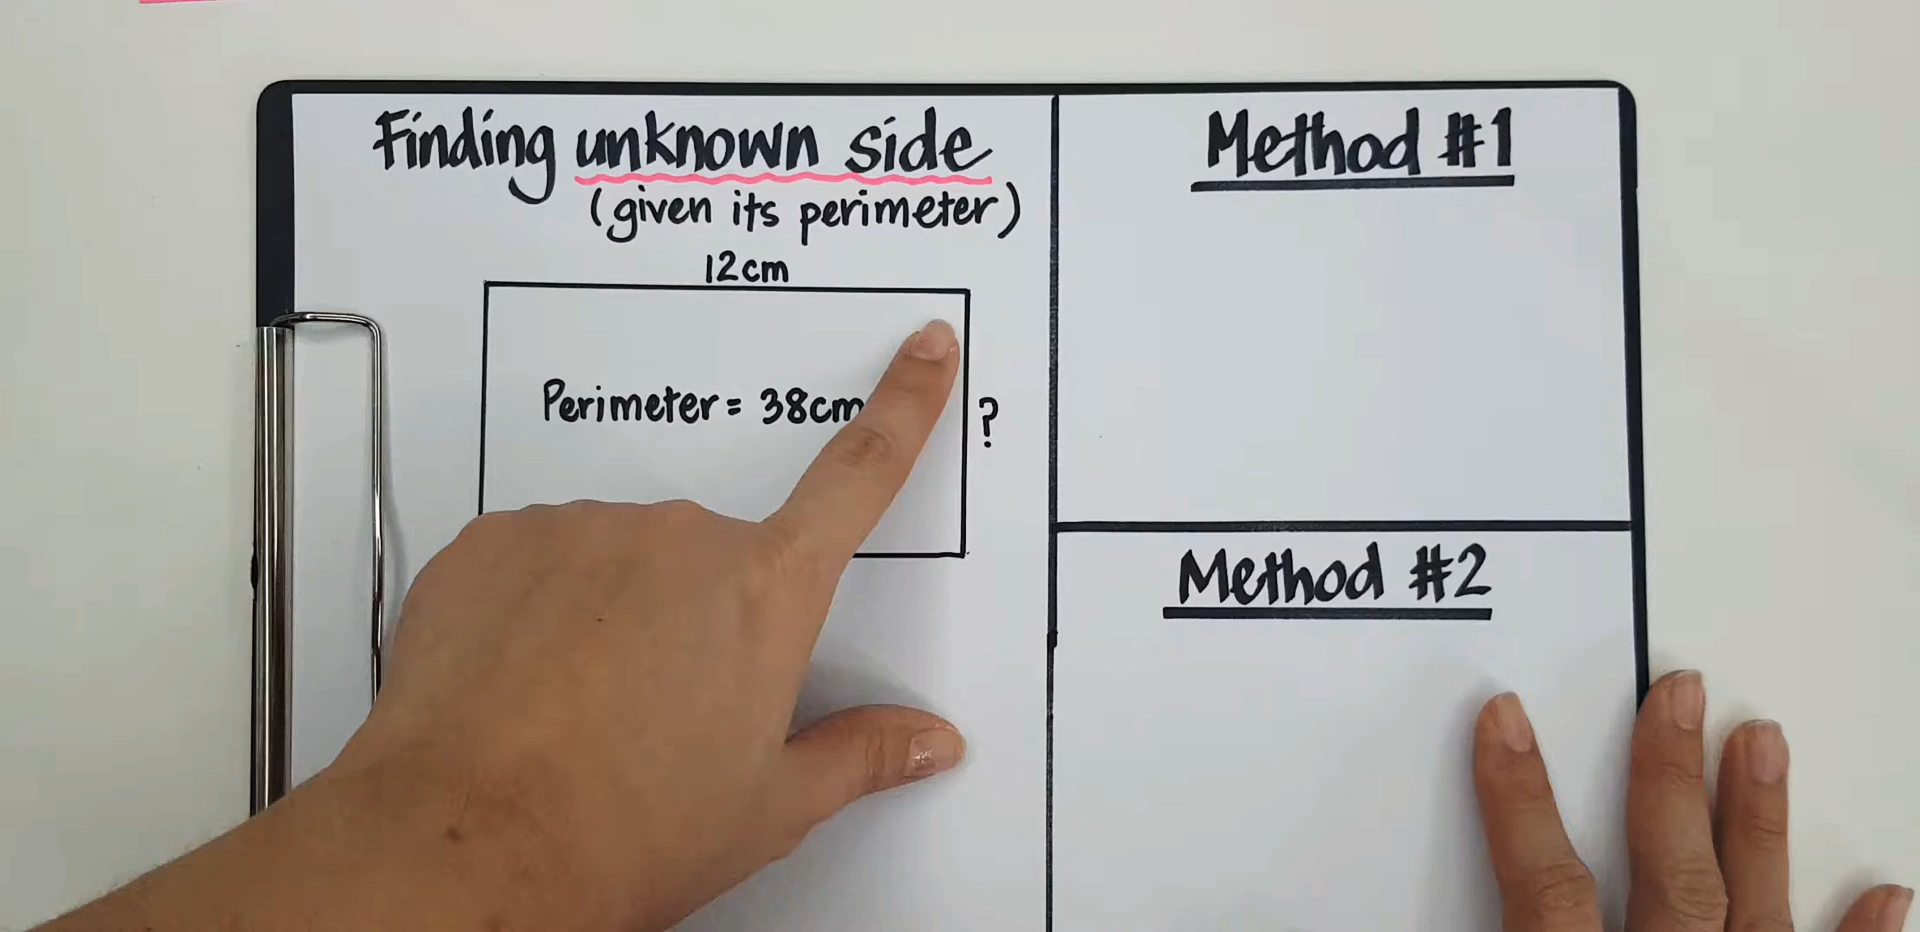 Finding unknown side
(given its perimeter)
12cm
Perimeter = 38cm
?
Method #1
Method #2